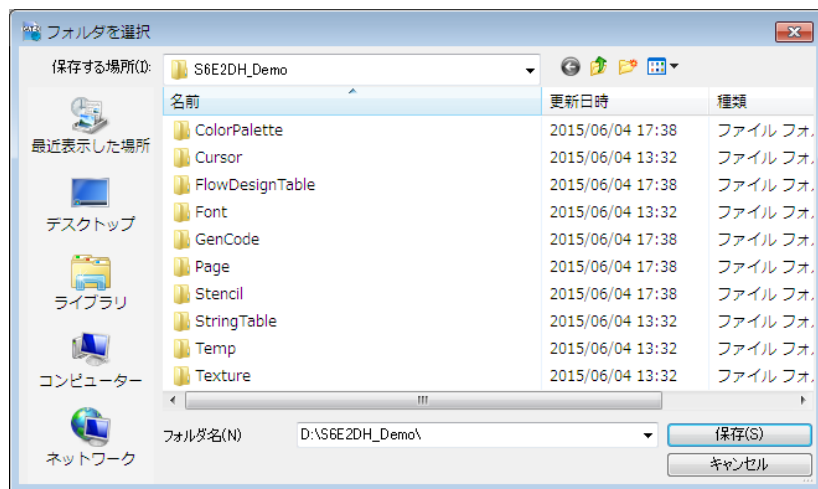 フォルダを選択
保存する場所(I):
S6E2DH_Demo
名前 更新日時 種類
ColorPalette 2015/06/04 17:38 ファイル フォ
Cursor 2015/06/04 13:32 ファイル フォ
FlowDesignTable 2015/06/04 17:38 ファイル フォ
Font 2015/06/04 13:32 ファイル フォ
GenCode 2015/06/04 17:38 ファイル フォ
Page 2015/06/04 17:38 ファイル フォ
Stencil 2015/06/04 17:38 ファイル フォ
StringTable 2015/06/04 13:32 ファイル フォ
Temp 2015/06/04 13:32 ファイル フォ
Texture 2015/06/04 13:32 ファイル フォ
最近表示した場所
デスクトップ
ライブラリ
コンピューター
ネットワーク
フォルダ名(N) D:\S6E2DH_Demo\ 保存(S)
キャンセル